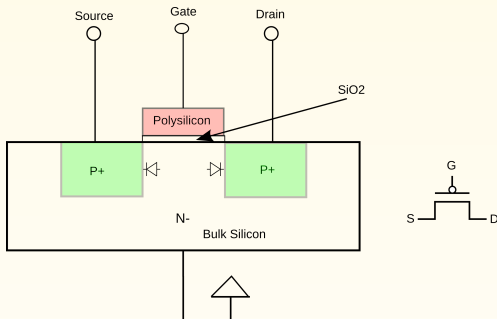 Source
Gate
Drain
SiO2
Polysilicon
P+
P+
N-
Bulk Silicon
G
S
D